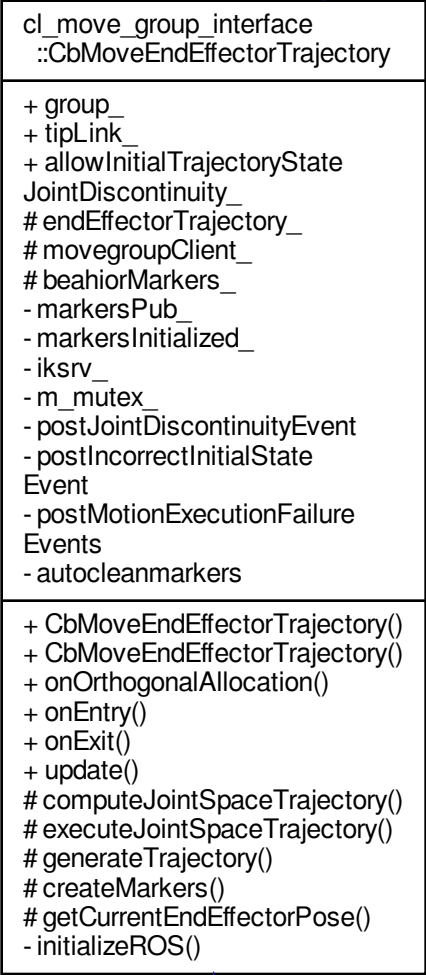 cl_move_group_interface
::CbMoveEndEffectorTrajectory
+ group_
+ tipLink_
+ allowInitialTrajectoryState
JointDiscontinuity_
# endEffectorTrajectory_
# movegroupClient_
# beahiorMarkers_
- markersPub_
- markersInitialized_
- iksrv_
- m_mutex_
- postJointDiscontinuityEvent
- postIncorrectInitialState
Event
- postMotionExecutionFailure
Events
- autocleanmarkers
+ CbMoveEndEffectorTrajectory()
+ CbMoveEndEffectorTrajectory()
+ onOrthogonalAllocation()
+ onEntry()
+ onExit()
+ update()
# computeJointSpaceTrajectory()
# executeJointSpaceTrajectory()
# generateTrajectory()
# createMarkers()
# getCurrentEndEffectorPose()
- initializeROS()